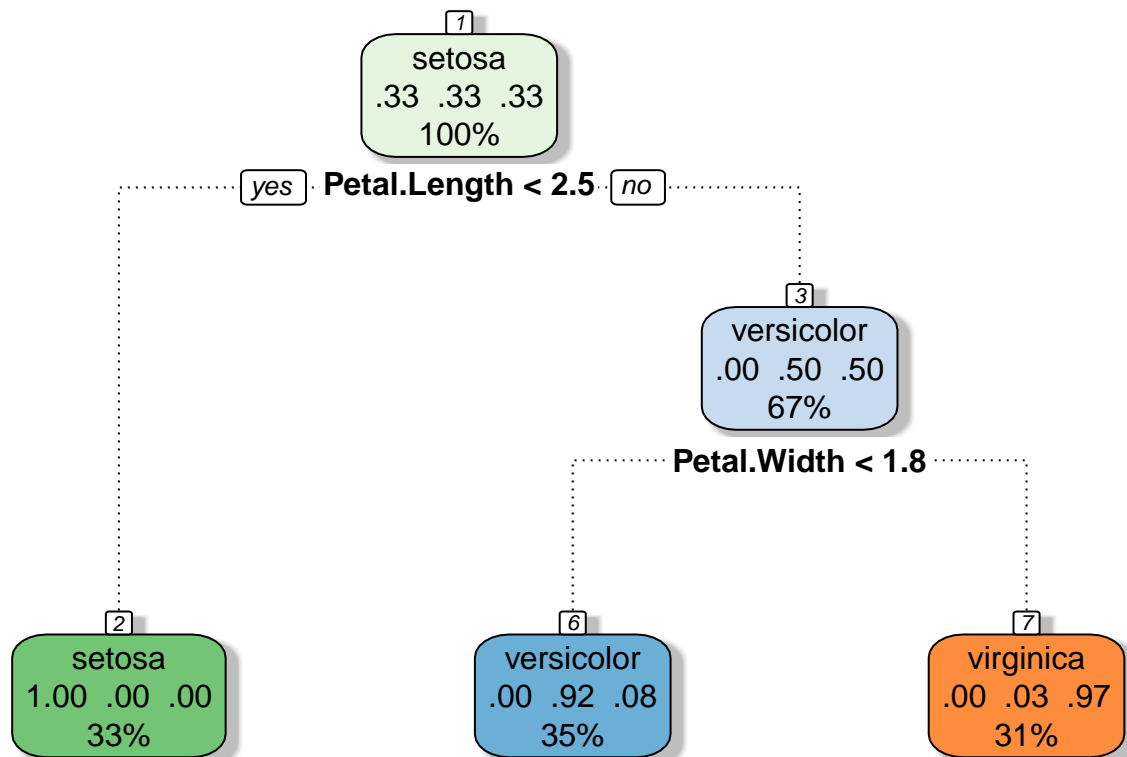 1
setosa
.33 .33 .33
100%
yes Petal.Length < 2.5 no
3
versicolor
.00 .50 .50
67%
Petal.Width < 1.8
2
setosa
1.00 .00 .00
33%
6
versicolor
.00 .92 .08
35%
7
virginica
.00 .03 .97
31%